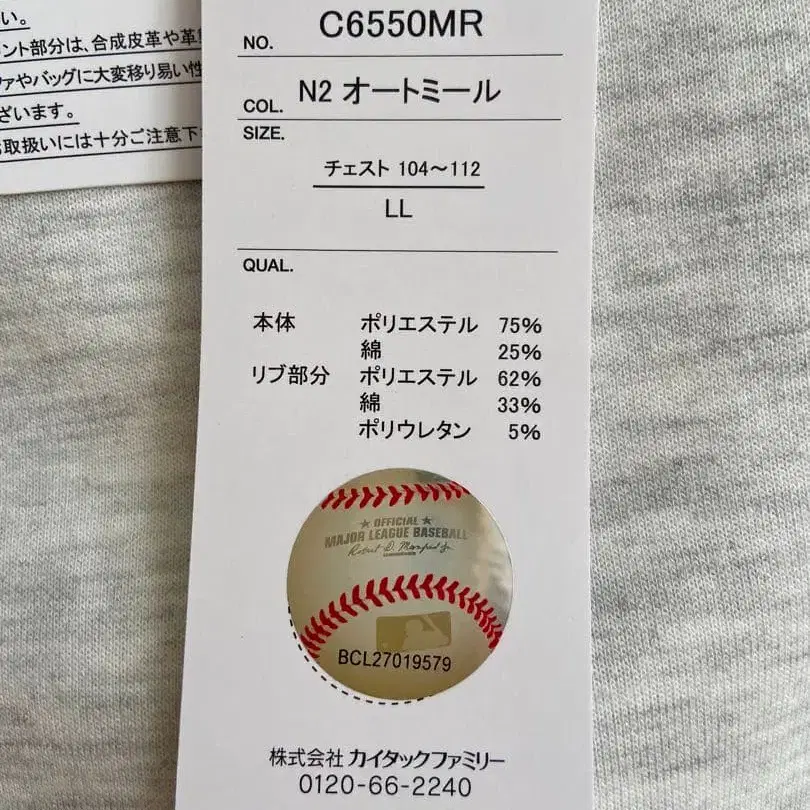 い。
ント部分は、合成皮革や革
ァやバッグに大変移り易い性
ざいます。
取扱いには十分ご注意下
NO. C6550MR
COL. N2 オートミール
SIZE.
チェスト 104～112
LL
QUAL.
本体 ポリエステル 75%
綿 25%
リブ部分 ポリエステル 62%
綿 33%
ポリウレタン 5%
★ OFFICIAL ★
MAJOR LEAGUE BASEBALL
Robert D. Manfred Jr.
BCL27019579
株式会社 カイタックファミリー
0120-66-2240